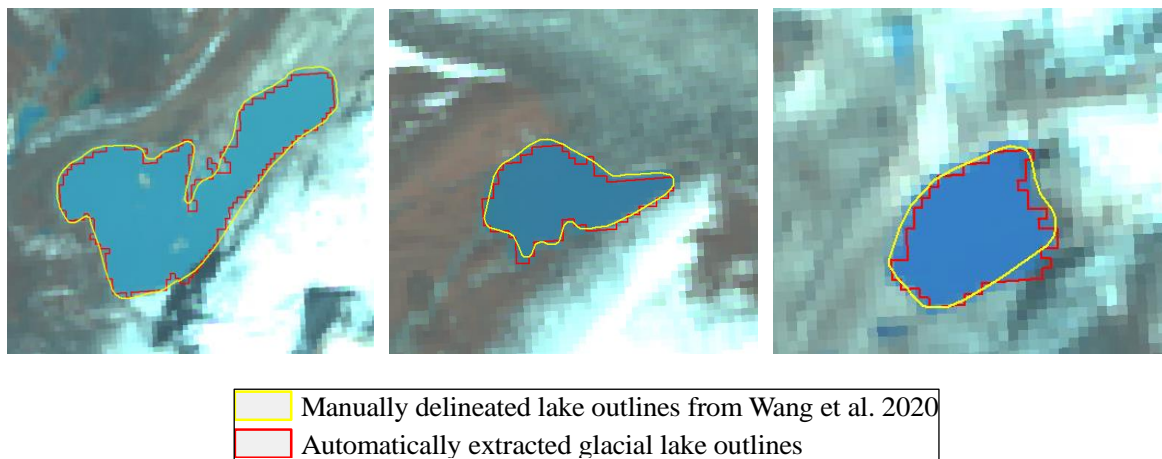 Manually delineated lake outlines from Wang et al. 2020
Automatically extracted glacial lake outlines